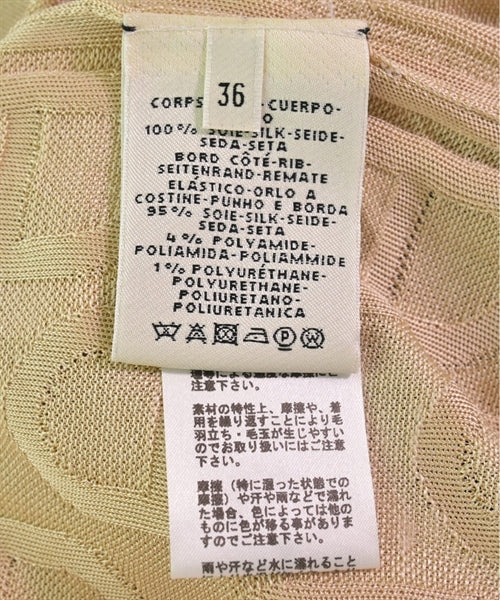 36
CORPS CUERPO-
O
100% SOIE-SILK-SEIDE-
SEDA-SETA
BORD CÔTÉ-RIB-
SEITENRAND-REMATE
ELÁSTICO-ORLO A
COSTINE-PUNHO E BORDA
95% SOIE-SILK-SEIDE-
SEDA-SETA
4% POLYAMIDE-
POLIAMIDA-POLIAMMIDE
1% POLYURÉTHANE-
POLYURETHANE-
POLIURETANO-
POLIURETANICA
P W
摩擦にご
注意下さい。
素材の特性上、摩擦や、着
用を繰り返すことにより毛
羽立ち・毛玉が生じやすい
のでお取り扱いにはご注意
下さい。
摩擦（特に湿った状態での
摩擦）や汗や雨などで濡れ
た場合、色によっては他の
ものに色が移る事がありま
す。ご注意下さい。
雨や汗など水に濡れること